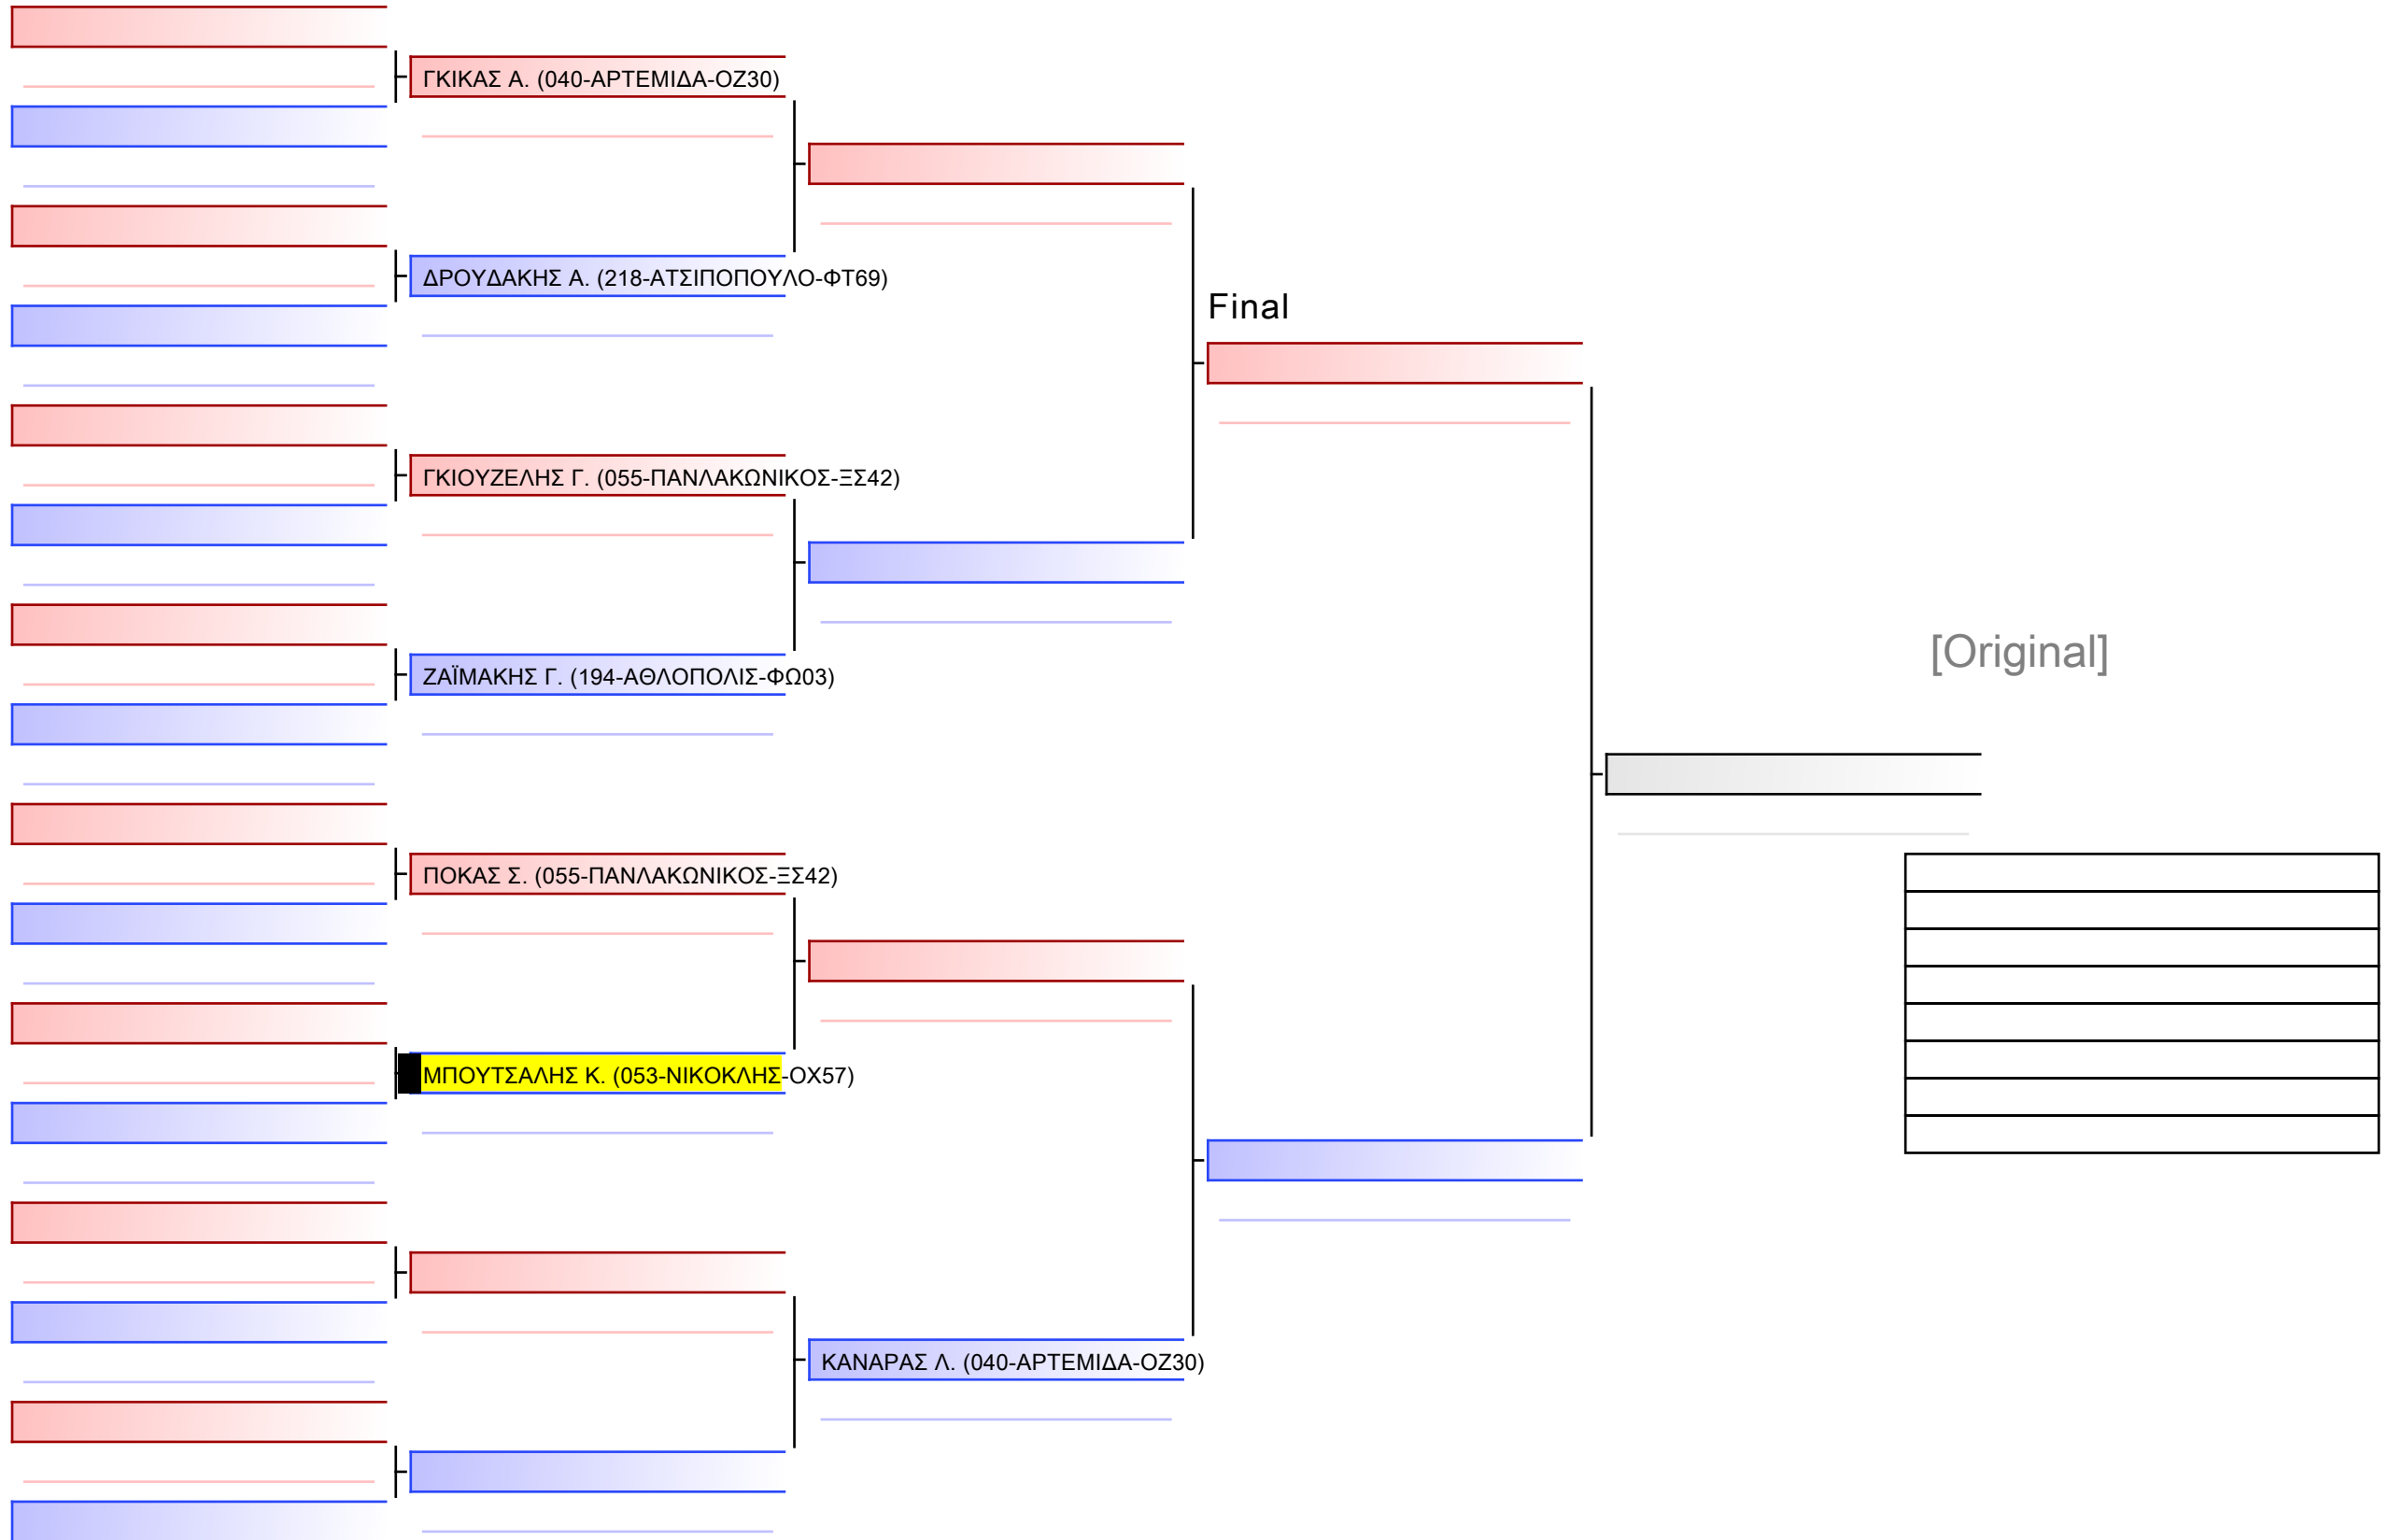 ΓΚΙΚΑΣ Α. (040-ΑΡΤΕΜΙΔΑ-ΟΖ30)
ΔΡΟΥΔΑΚΗΣ Α. (218-ΑΤΣΙΠΟΠΟΥΛΟ-ΦΤ69)
Final
ΓΚΙΟΥΖΕΛΗΣ Γ. (055-ΠΑΝΛΑΚΩΝΙΚΟΣ-ΞΣ42)
[Original]
ΖΑΪΜΑΚΗΣ Γ. (194-ΑΘΛΟΠΟΛΙΣ-ΦΩ03)
ΠΟΚΑΣ Σ. (055-ΠΑΝΛΑΚΩΝΙΚΟΣ-ΞΣ42)
ΜΠΟΥΤΣΑΛΗΣ Κ. (053-ΝΙΚΟΚΛΗΣ-ΟΧ57)
ΚΑΝΑΡΑΣ Λ. (040-ΑΡΤΕΜΙΔΑ-ΟΖ30)